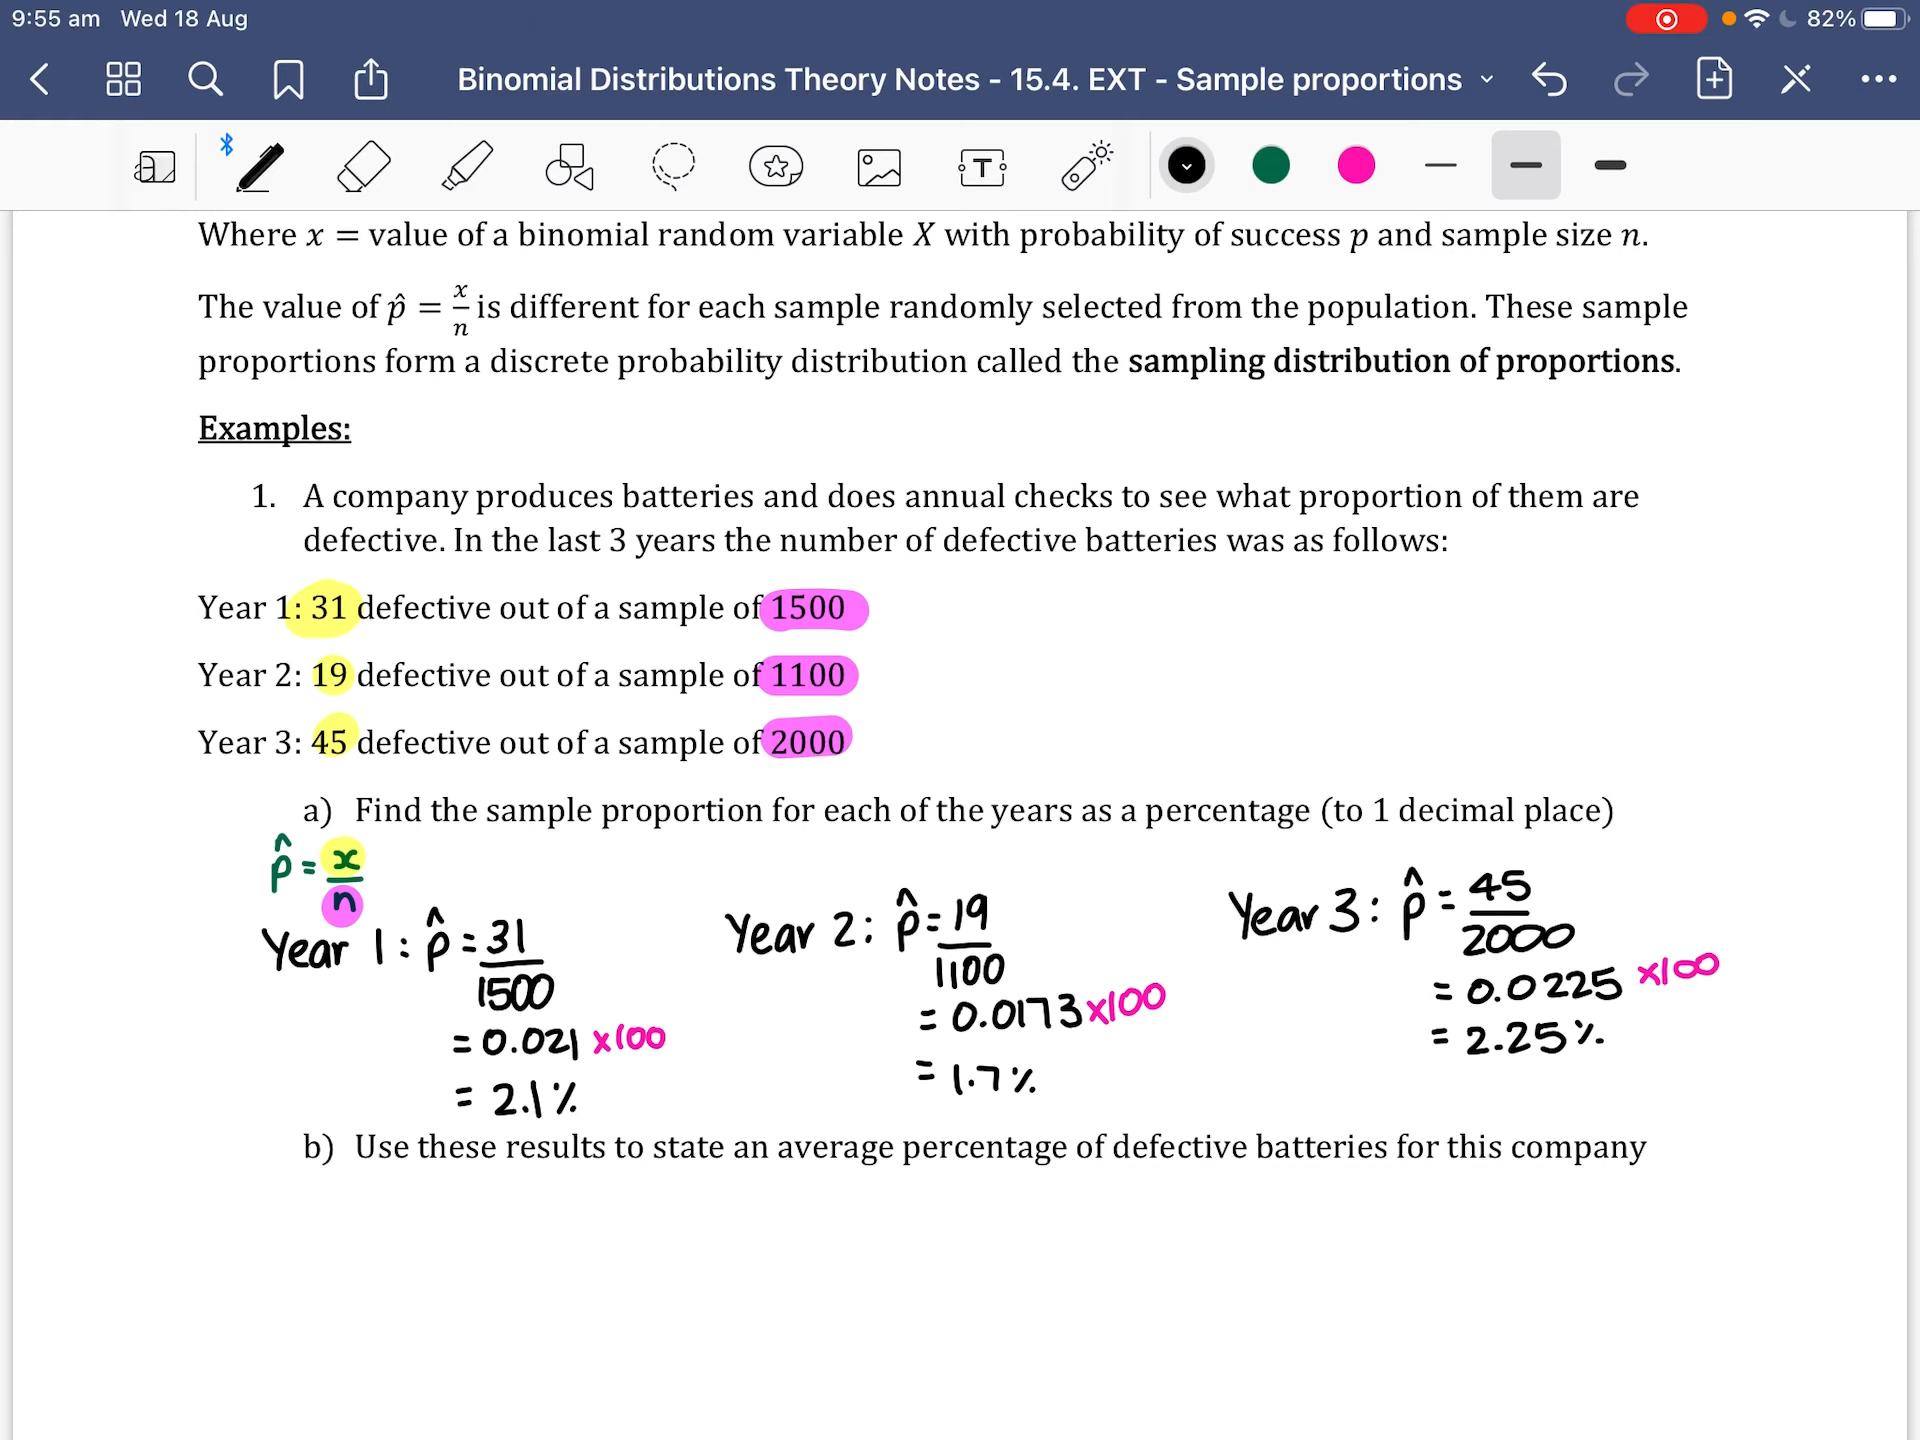 9:55 am Wed 18 Aug 82%
Binomial Distributions Theory Notes - 15.4. EXT - Sample proportions
T
Where x = value of a binomial random variable X with probability of success p and sample size n.
The value of p̂ = x/n is different for each sample randomly selected from the population. These sample
proportions form a discrete probability distribution called the sampling distribution of proportions.
Examples:
1. A company produces batteries and does annual checks to see what proportion of them are
defective. In the last 3 years the number of defective batteries was as follows:
Year 1: 31 defective out of a sample of 1500
Year 2: 19 defective out of a sample of 1100
Year 3: 45 defective out of a sample of 2000
a) Find the sample proportion for each of the years as a percentage (to 1 decimal place)
p̂ = x/n
Year 1: p̂ = 31/1500
= 0.021 x100
= 2.1%
Year 2: p̂ = 19/1100
= 0.0173 x100
= 1.7%
Year 3: p̂ = 45/2000
= 0.0225 x100
= 2.25%
b) Use these results to state an average percentage of defective batteries for this company